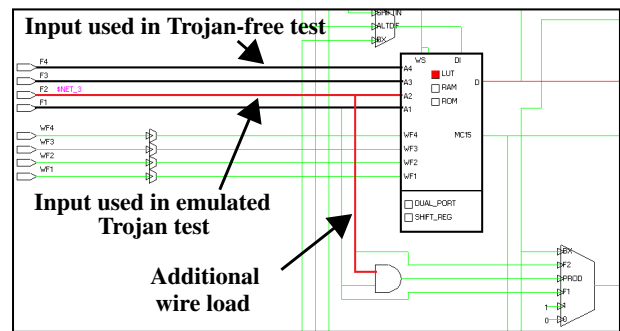 Input used in Trojan-free test
ALTDIF
BX
F4
F3
F2 $NET_3
F1
WS DI
A4
A3
A2
A1
LUT
RAM
ROM
D
WF4
WF3
WF2
WF1
WF4
WF3
WF2
WF1
MC15
DUAL_PORT
SHIFT_REG
Input used in emulated
Trojan test
Additional
wire load
BX
F2
PROD
F1
1
0